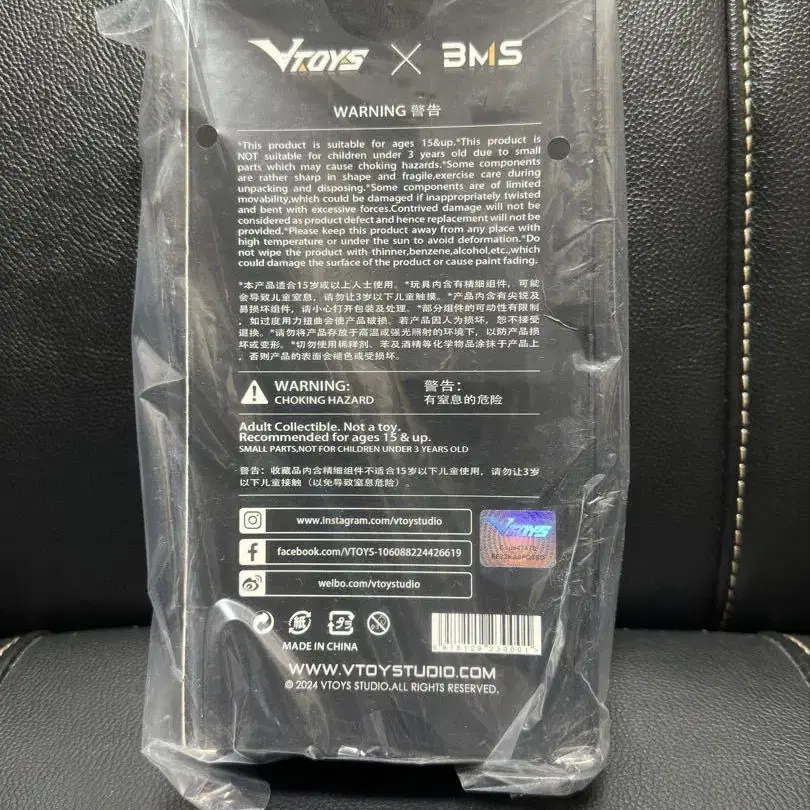 VTOYS X BMS
WARNING 警告
*This product is suitable for ages 15&up.*This product is
NOT suitable for children under 3 years old due to small
parts which may cause choking hazards.*Some components
are rather sharp in shape and fragile,exercise care during
unpacking and disposing.*Some components are of limited
movability,which could be damaged if inappropriately twisted
and bent with excessive forces.Contrived damage will not be
considered as product defect and hence replacement will not be
provided.*Please keep this product away from any place with
high temperature or under the sun to avoid deformation.*Do
not wipe the product with thinner,benzene,alcohol,etc.,which
could damage the surface of the product or cause paint fading.
*本产品适合15岁或以上人士使用。*玩具内含有精细组件，可能
会导致儿童窒息，请勿让3岁以下儿童触摸。*产品内含有尖锐及
易损坏组件，请小心打开包装及处理。*部分组件的可动性有限制
，如过度用力扭曲会使产品破损。若产品因人为损坏，恕不接受
退换。*请勿将产品存放于高温或强光照射的环境下，以防产品损
坏或变形。*切勿使用稀释剂、苯及酒精等化学物品涂抹于产品上
，否则产品的表面会褪色或受损坏。
WARNING: 警告：
CHOKING HAZARD 有窒息的危险
Adult Collectible. Not a toy.
Recommended for ages 15 & up.
SMALL PARTS,NOT FOR CHILDREN UNDER 3 YEARS OLD
警告：收藏品内含精细组件不适合15岁以下儿童使用，请勿让3岁
以下儿童接触（以免导致窒息危险）。
www.instagram.com/vtoystudio
VTOYS
facebook.com/VTOYS-106088224426619
weibo.com/vtoystudio
紙 プラ
MADE IN CHINA
WWW.VTOYSTUDIO.COM
© 2024 VTOYS STUDIO.ALL RIGHTS RESERVED.